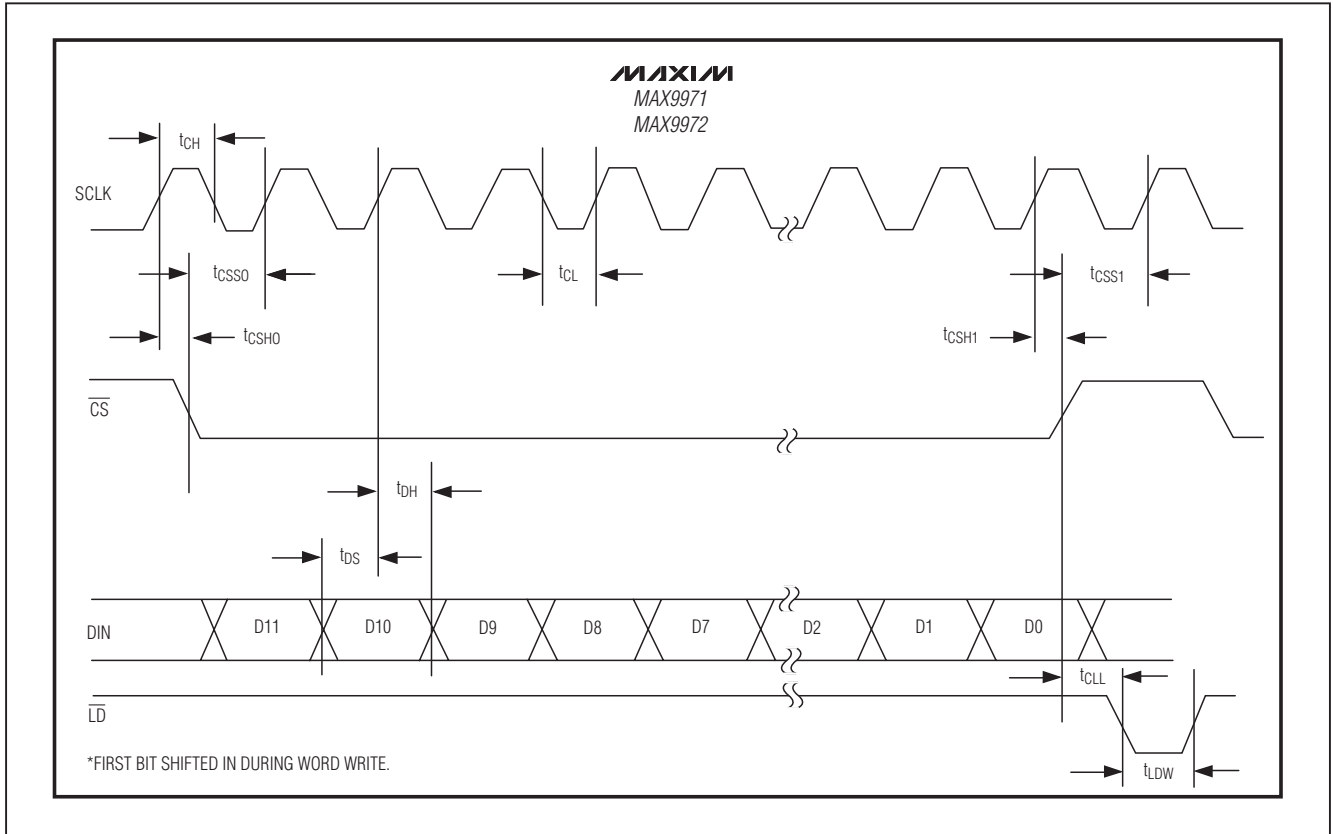 MAXIM
MAX9971
MAX9972
tCH
SCLK
tCSS0
tCL
tCSS1
tCSH0
tCSH1
CS
tDH
tDS
DIN
D11
D10
D9
D8
D7
D2
D1
D0
tCLL
LD
*FIRST BIT SHIFTED IN DURING WORD WRITE.
tLDW